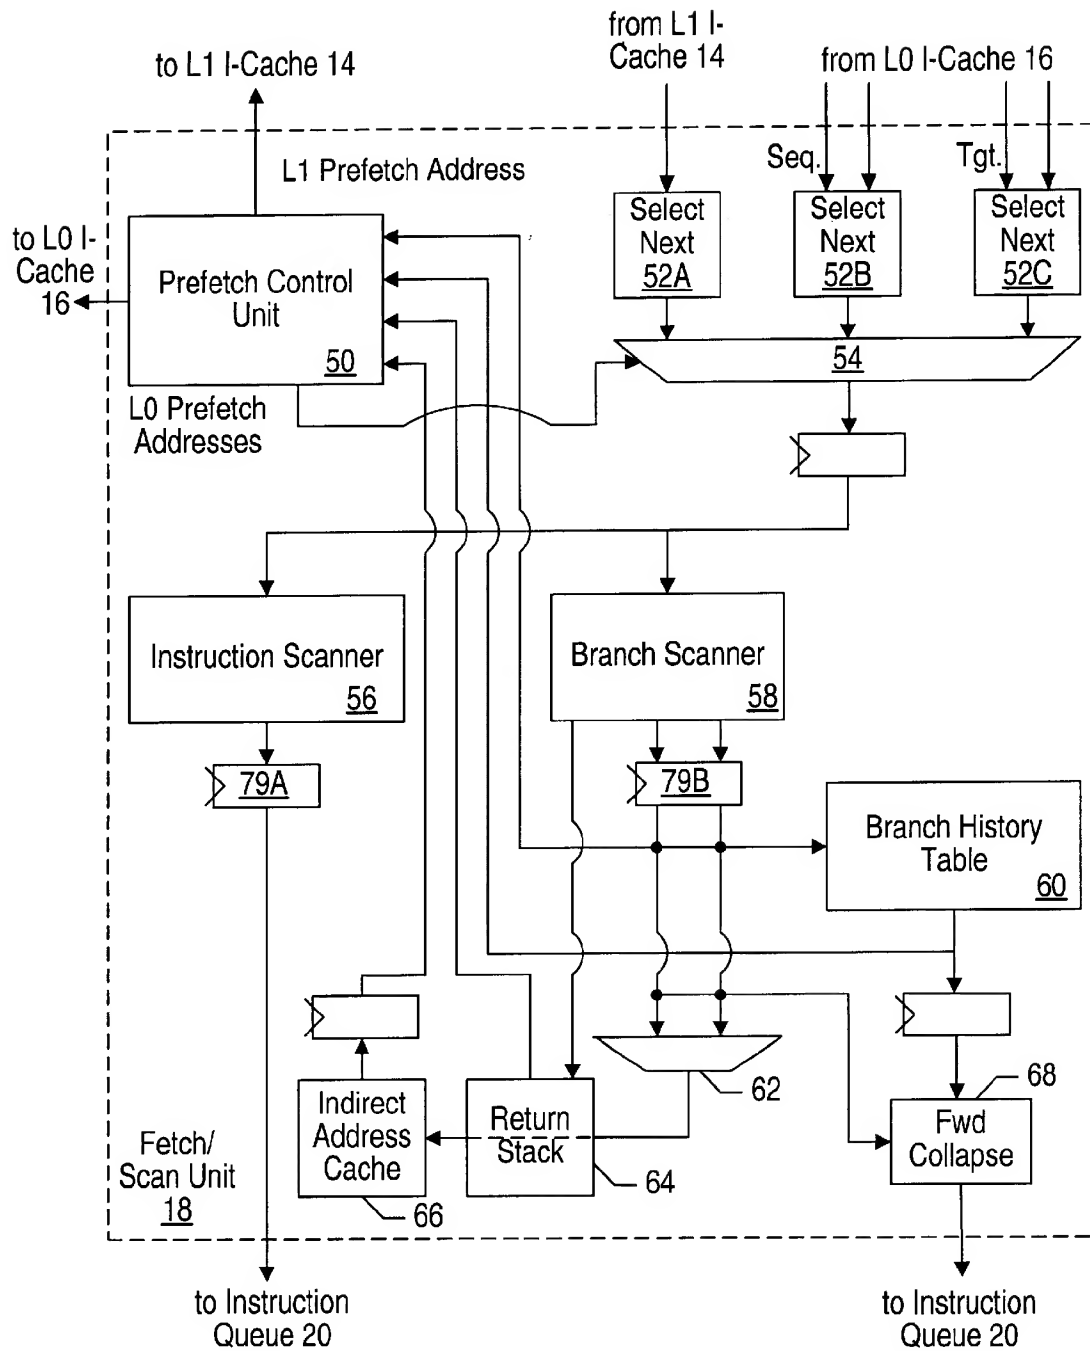 from L1 I-
Cache 14
to L1 I-Cache 14
from L0 I-Cache 16
L1 Prefetch Address
Seq.
Tgt.
to L0 I-
Cache
16
Prefetch Control
Unit
50
Select
Next
52A
Select
Next
52B
Select
Next
52C
54
L0 Prefetch
Addresses
Instruction Scanner
56
Branch Scanner
58
79A
79B
Branch History
Table
60
62
68
Indirect
Address
Cache
66
Return
Stack
64
Fwd
Collapse
Fetch/
Scan Unit
18
to Instruction
Queue 20
to Instruction
Queue 20